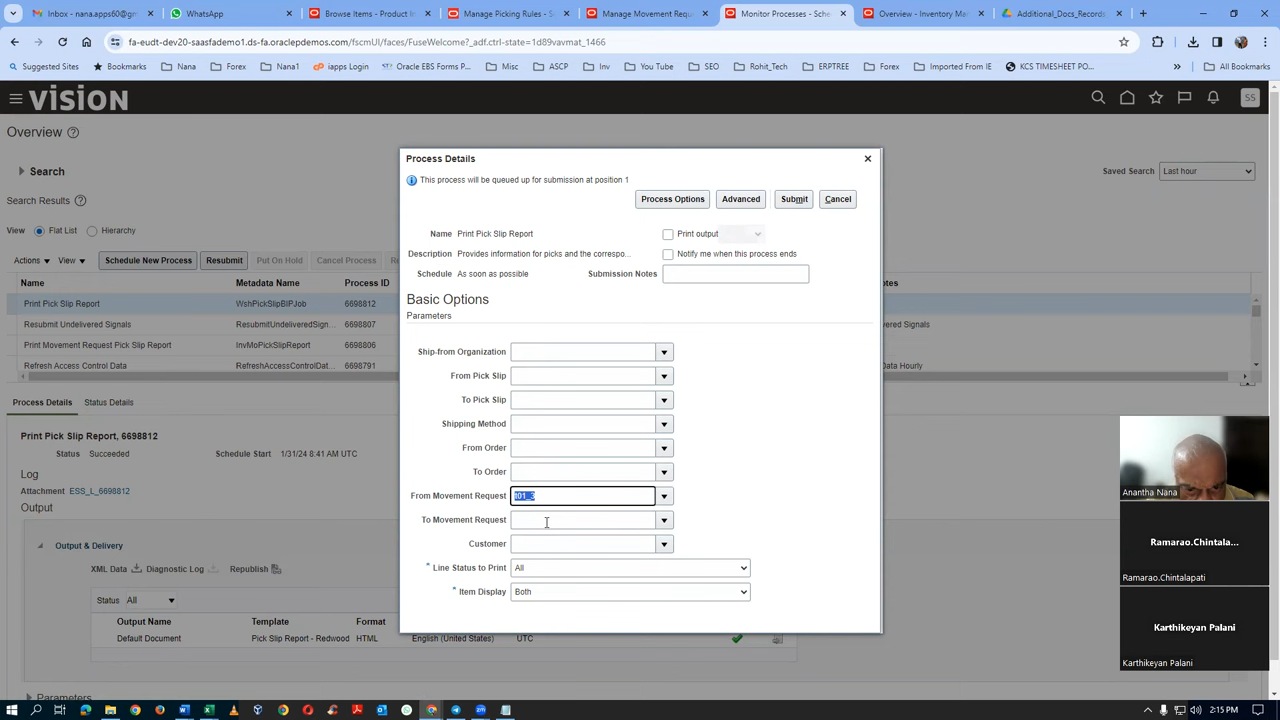 Inbox - nana.apps60@gm
WhatsApp
Browse Items - Product In
Manage Picking Rules - S
Manage Movement Requ
Monitor Processes - Sche
Overview - Inventory Ma
Additional_Docs_Records
fa-eudt-dev20-saasfademo1.ds-fa.oraclepdemos.com/fscmUI/faces/FuseWelcome?_adf.ctrl-state=1d89vavmat_1466
Suggested Sites
Bookmarks
Nana
Forex
Nana1
iapps Login
Oracle EBS Forms P...
Misc
ASCP
Inv
You Tube
SEO
Rohit_Tech
ERPTREE
Forex
Imported From IE
KCS TIMESHEET PO...
All Bookmarks
VISION
SS
Overview
Search
Saved Search
Last hour
Search Results
View
Flat List
Hierarchy
Actions
View
Schedule New Process
Resubmit
Put On Hold
Cancel Process
Re
Name
Metadata Name
Process ID
Notes
Print Pick Slip Report
WshPickSlipBIPJob
6698812
Resubmit Undelivered Signals
ResubmitUndeliveredSign...
6698807
Undelivered Signals
Print Movement Request Pick Slip Report
InvMoPickSlipReport
6698806
Refresh Access Control Data
RefreshAccessControlDat...
6698791
Data Hourly
Process Details
Status Details
Print Pick Slip Report, 6698812
Status
Succeeded
Schedule Start
1/31/24 8:41 AM UTC
Log
Attachment
ESS_L_6698812
Output
Output & Delivery
XML Data
Diagnostic Log
Republish
Status
All
Output Name
Template
Format
Default Document
Pick Slip Report - Redwood
HTML
English (United States)
UTC
Parameters
Process Details
This process will be queued up for submission at position 1
Process Options
Advanced
Submit
Cancel
Name
Print Pick Slip Report
Print output
Description
Provides information for picks and the correspo...
Notify me when this process ends
Schedule
As soon as possible
Submission Notes
Basic Options
Parameters
Ship-from Organization
From Pick Slip
To Pick Slip
Shipping Method
From Order
To Order
From Movement Request
t01_3
To Movement Request
Customer
* Line Status to Print
All
* Item Display
Both
Anantha Nana
Ramarao.Chintala...
Ramarao.Chintalapati
Karthikeyan Palani
Karthikeyan Palani
2:15 PM